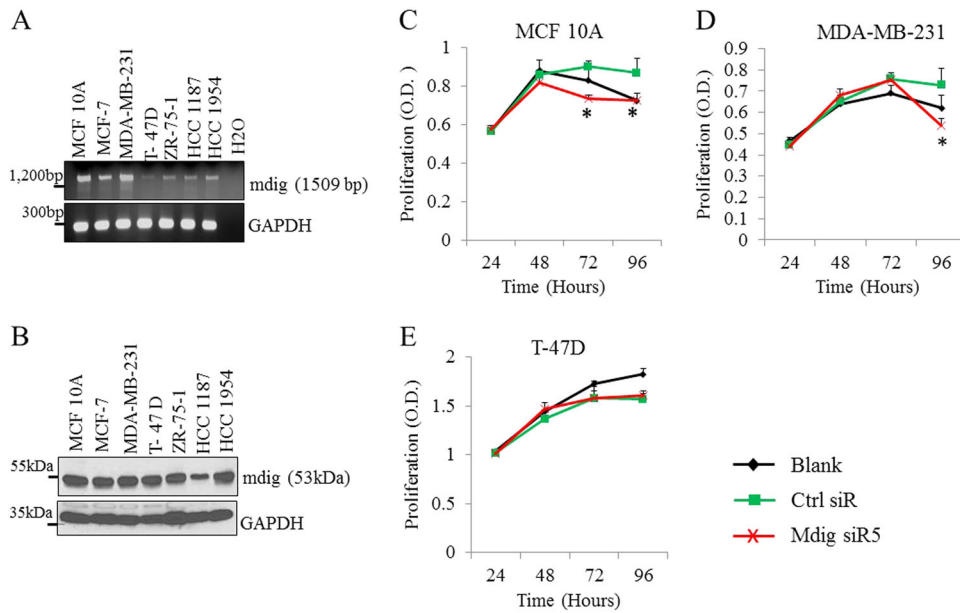 A
MCF 10A
MCF-7
MDA-MB-231
T- 47D
ZR-75-1
HCC 1187
HCC 1954
H2O
1,200bp
mdig (1509 bp)
300bp
GAPDH
B
MCF 10A
MCF-7
MDA-MB-231
T- 47 D
ZR-75-1
HCC 1187
HCC 1954
55kDa
mdig (53kDa)
35kDa
GAPDH
C
MCF 10A
Proliferation (O.D.)
1
0.8
0.6
0.4
0.2
0
* *
24 48 72 96
Time (Hours)
D
MDA-MB-231
Proliferation (O.D.)
0.9
0.8
0.7
0.6
0.5
0.4
0.3
0.2
0.1
0
*
24 48 72 96
Time (Hours)
E
T-47D
Proliferation (O.D.)
2
1.5
1
0.5
0
24 48 72 96
Time (Hours)
Blank
Ctrl siR
Mdig siR5